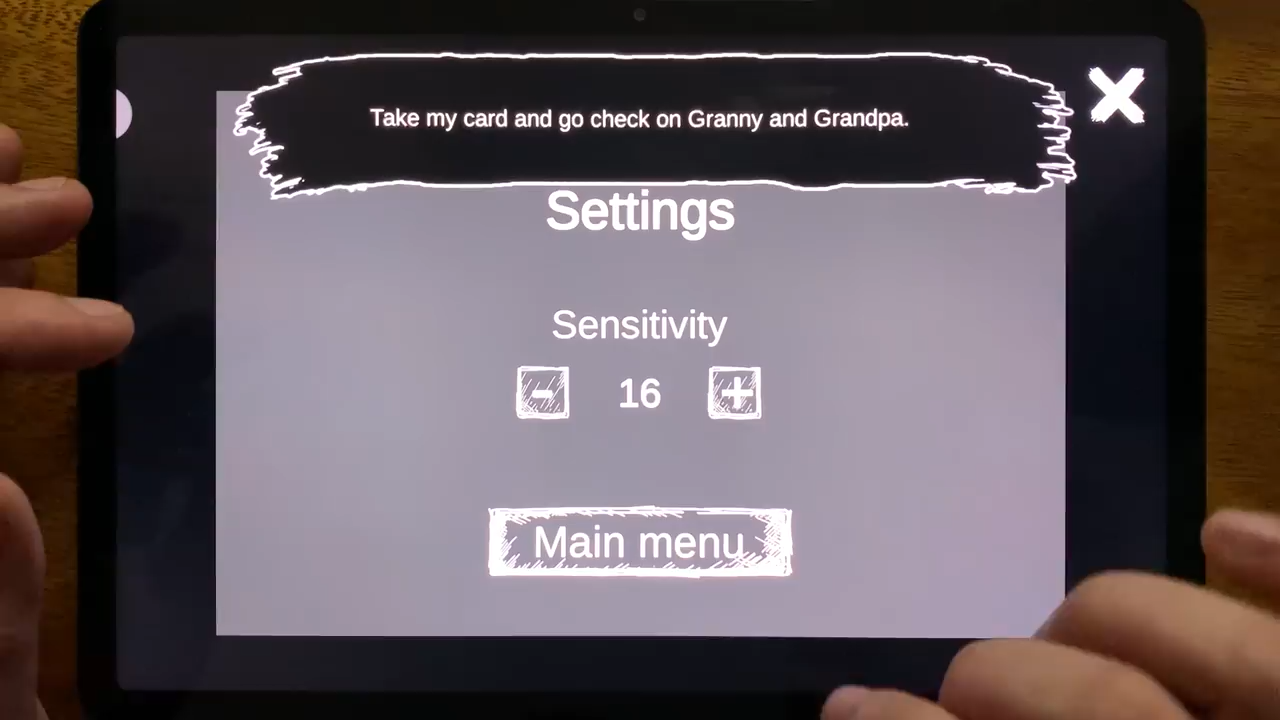 Take my card and go check on Granny and Grandpa.
Settings
Sensitivity
- 16 +
Main menu